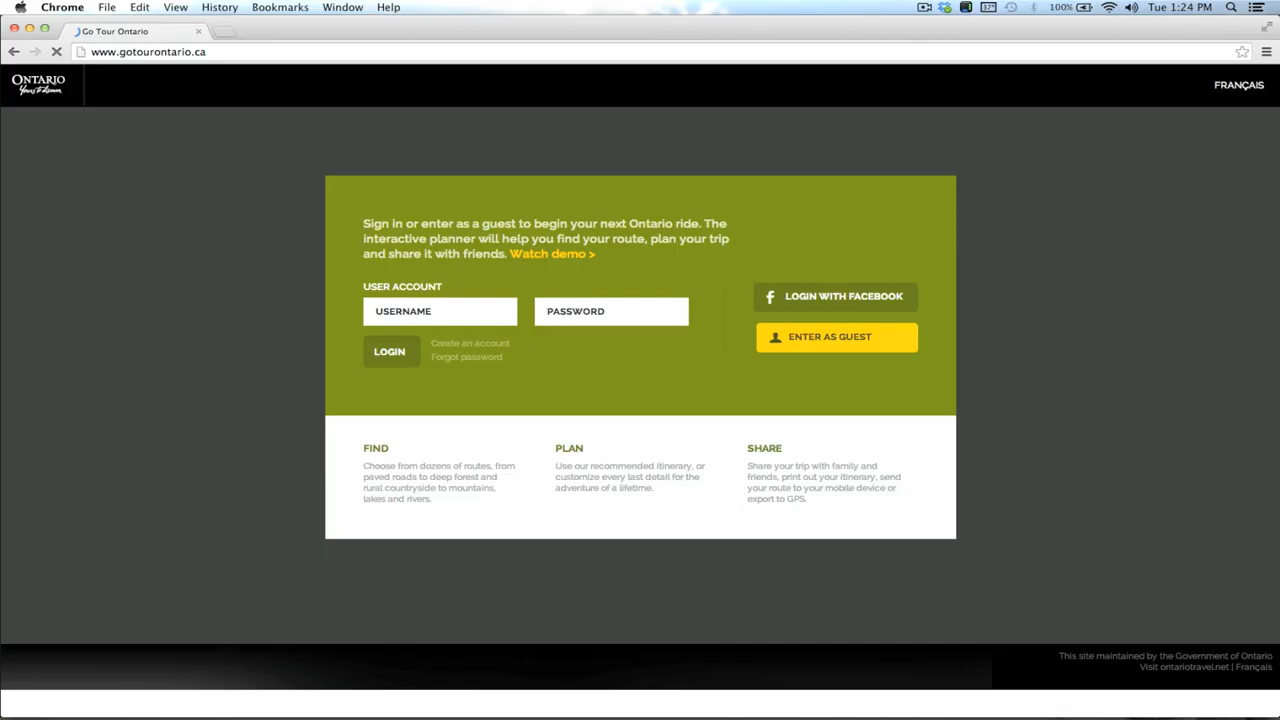 Chrome File Edit View History Bookmarks Window Help
37° 100% Tue 1:24 PM
Go Tour Ontario
www.gotourontario.ca
ONTARIO
Yours to discover
FRANÇAIS
Sign in or enter as a guest to begin your next Ontario ride. The
interactive planner will help you find your route, plan your trip
and share it with friends. Watch demo >
USER ACCOUNT
USERNAME PASSWORD
LOGIN
Create an account
Forgot password
LOGIN WITH FACEBOOK
ENTER AS GUEST
FIND
Choose from dozens of routes, from
paved roads to deep forest and
rural countryside to mountains,
lakes and rivers.
PLAN
Use our recommended itinerary, or
customize every last detail for the
adventure of a lifetime.
SHARE
Share your trip with family and
friends, print out your itinerary, send
your route to your mobile device or
export to GPS.
This site maintained by the Government of Ontario
Visit ontariotravel.net | Français